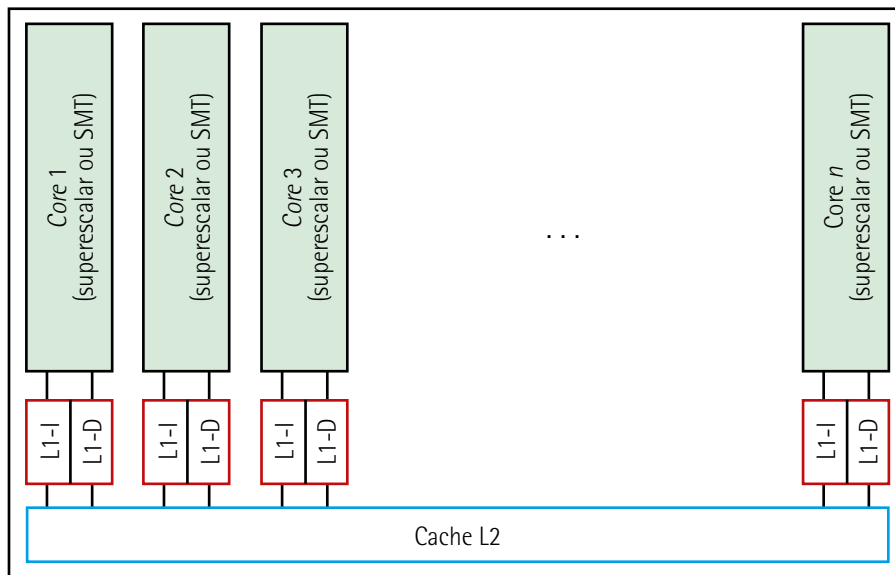 Core 1
(superescalar ou SMT)
Core 2
(superescalar ou SMT)
Core 3
(superescalar ou SMT)
. . .
Core n
(superescalar ou SMT)
L1-I
L1-D
L1-I
L1-D
L1-I
L1-D
L1-I
L1-D
Cache L2